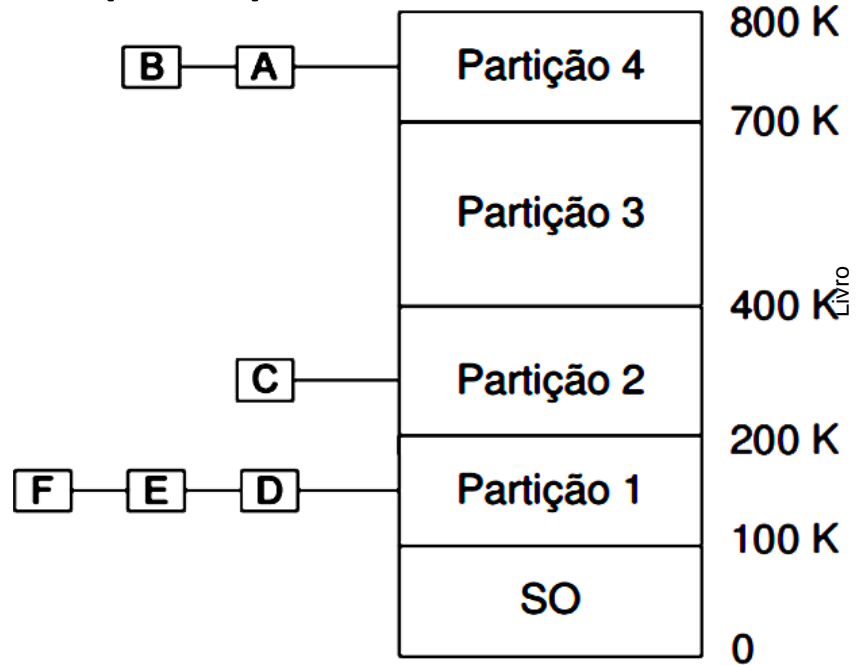 800 K
B A Partição 4
700 K
Partição 3
400 K
Livro
C Partição 2
200 K
F E D Partição 1
100 K
SO
0